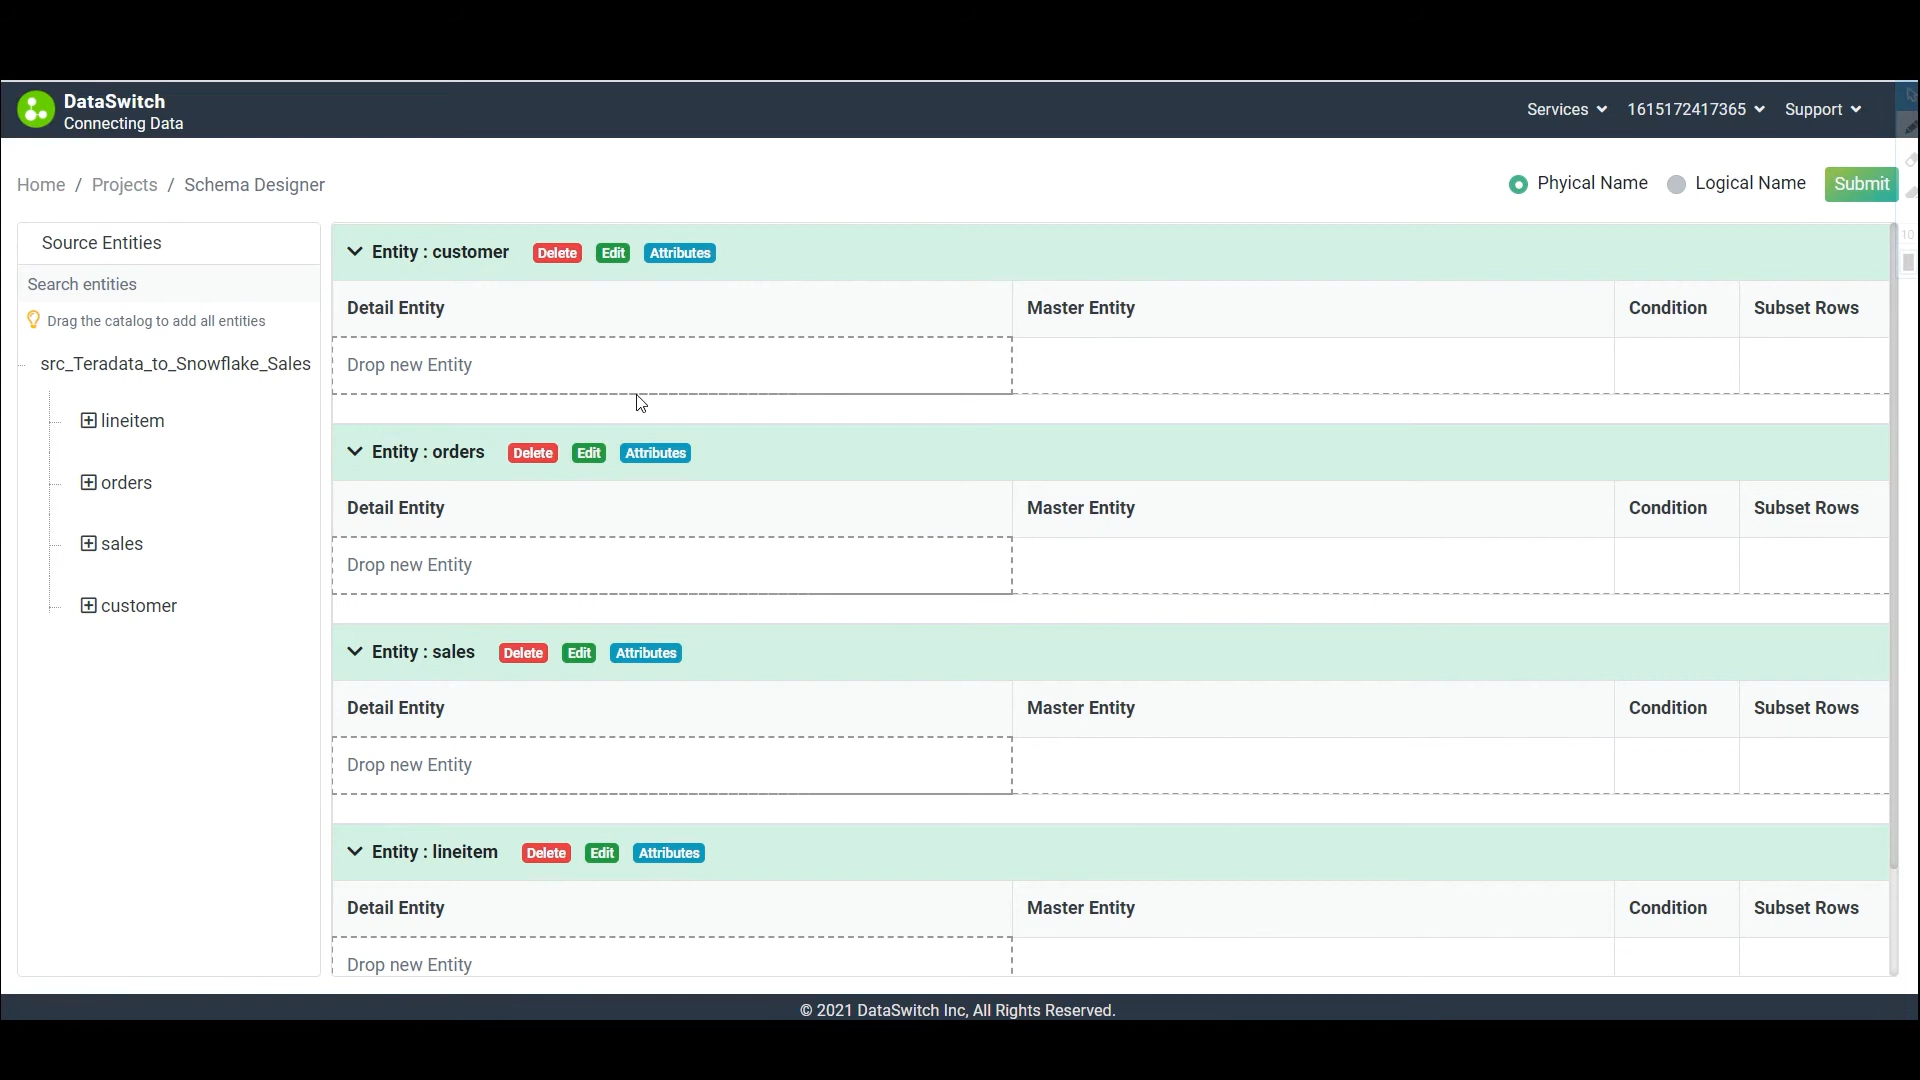 DataSwitch
Connecting Data
Services
1615172417365
Support
Home / Projects / Schema Designer
Phyical Name
Logical Name
Submit
Source Entities
Search entities
Drag the catalog to add all entities
src_Teradata_to_Snowflake_Sales
lineitem
orders
sales
customer
Entity : customer Delete Edit Attributes
Detail Entity Master Entity Condition Subset Rows
Drop new Entity
Entity : orders Delete Edit Attributes
Detail Entity Master Entity Condition Subset Rows
Drop new Entity
Entity : sales Delete Edit Attributes
Detail Entity Master Entity Condition Subset Rows
Drop new Entity
Entity : lineitem Delete Edit Attributes
Detail Entity Master Entity Condition Subset Rows
Drop new Entity
10
© 2021 DataSwitch Inc, All Rights Reserved.